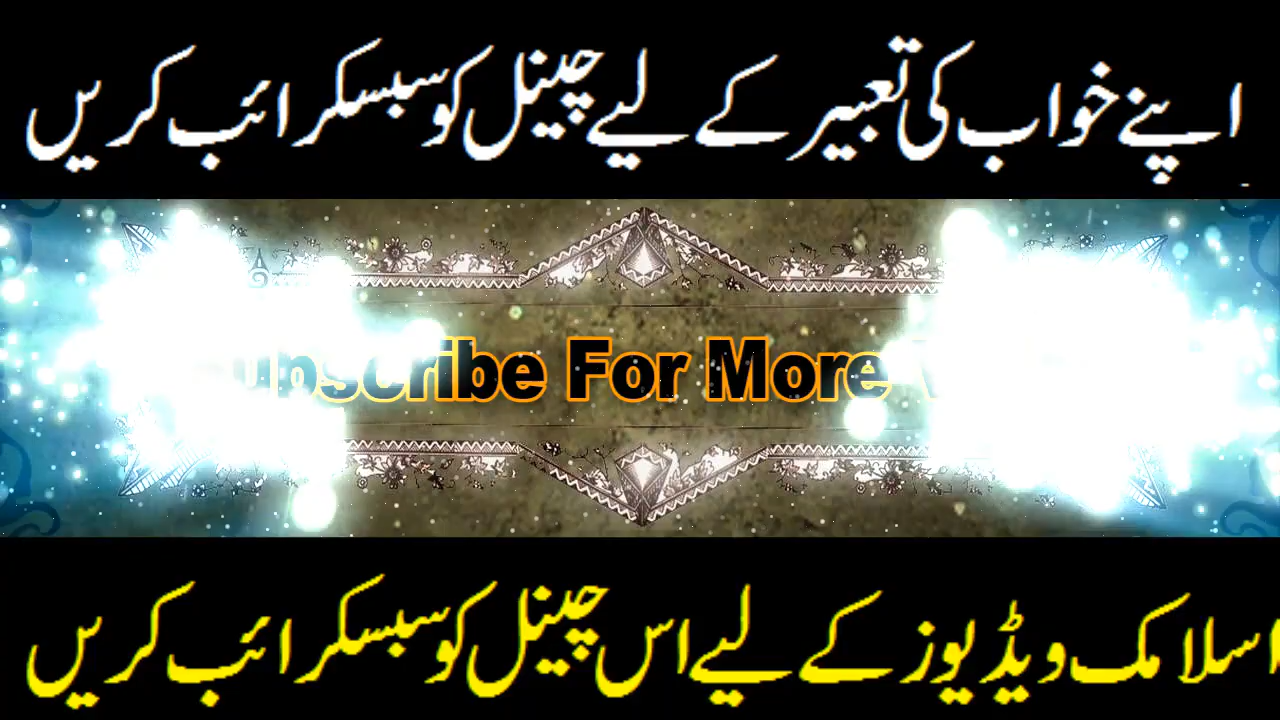 اپنے خواب کی تعبیر کے لیے چینل کو سبسکرائب کریں
Subscribe For More
اسلامک ویڈیوز کے لیے اس چینل کو سبسکرائب کریں